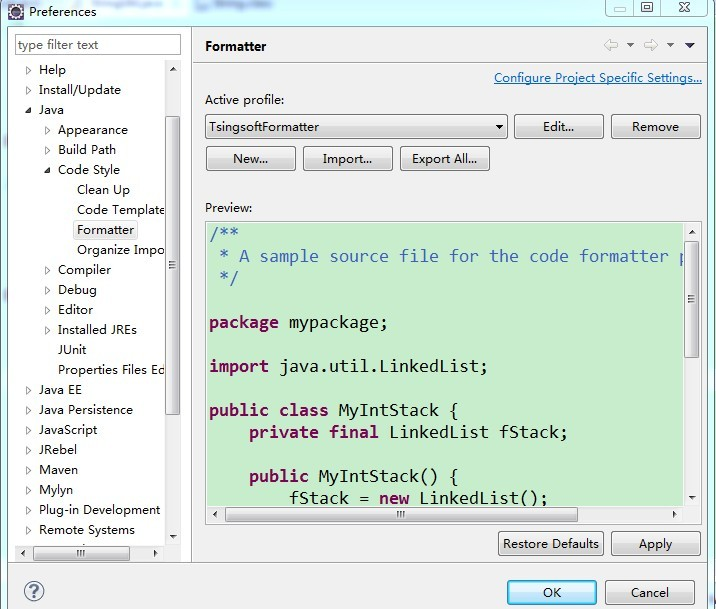 Preferences
type filter text
Help
Install/Update
Java
Appearance
Build Path
Code Style
Clean Up
Code Template
Formatter
Organize Impo
Compiler
Debug
Editor
Installed JREs
JUnit
Properties Files Ed
Java EE
Java Persistence
JavaScript
JRebel
Maven
Mylyn
Plug-in Development
Remote Systems
Formatter
Configure Project Specific Settings...
Active profile:
TsingsoftFormatter
Edit...
Remove
New...
Import...
Export All...
Preview:
/**
* A sample source file for the code formatter p
*/
package mypackage;
import java.util.LinkedList;
public class MyIntStack {
private final LinkedList fStack;
public MyIntStack() {
fStack = new LinkedList();
Restore Defaults
Apply
?
OK
Cancel